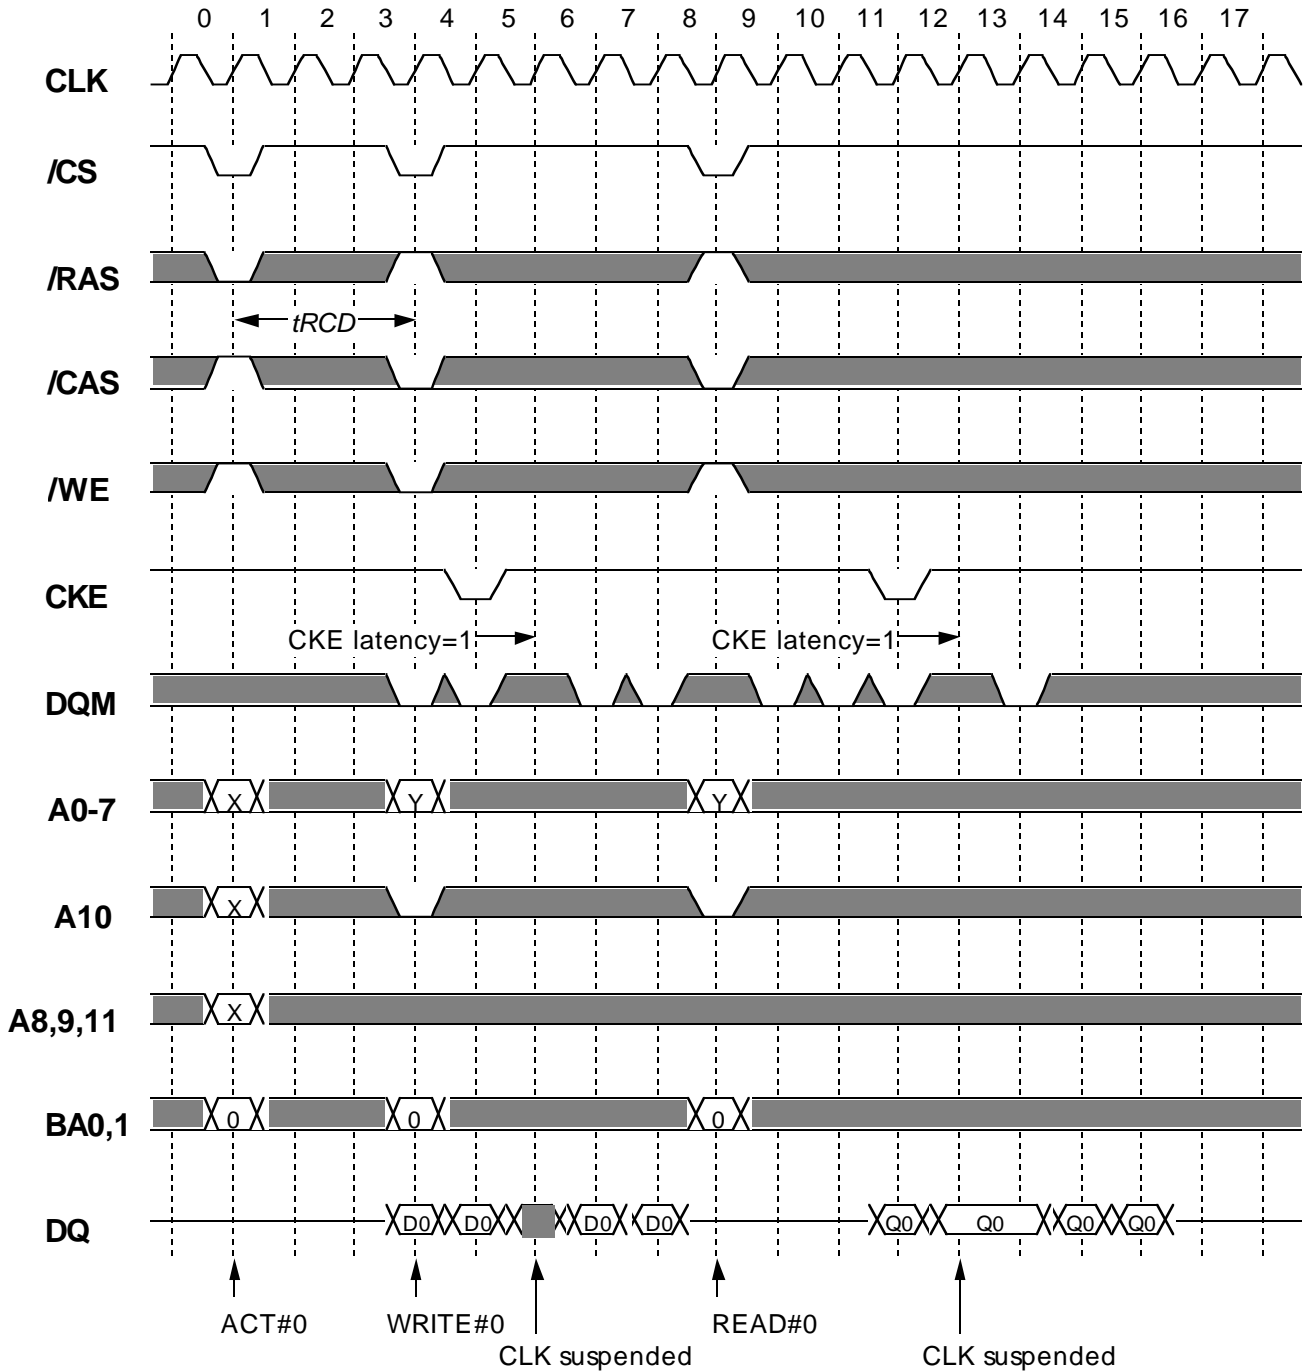 0 1 2 3 4 5 6 7 8 9 10 11 12 13 14 15 16 17
CLK
/CS
/RAS
tRCD
/CAS
/WE
CKE
CKE latency=1 CKE latency=1
DQM
A0-7 X Y Y
A10 X
A8,9,11 X
BA0,1 0 0 0
DQ D0 D0 D0 D0 Q0 Q0 Q0 Q0
ACT#0 WRITE#0 READ#0
CLK suspended CLK suspended